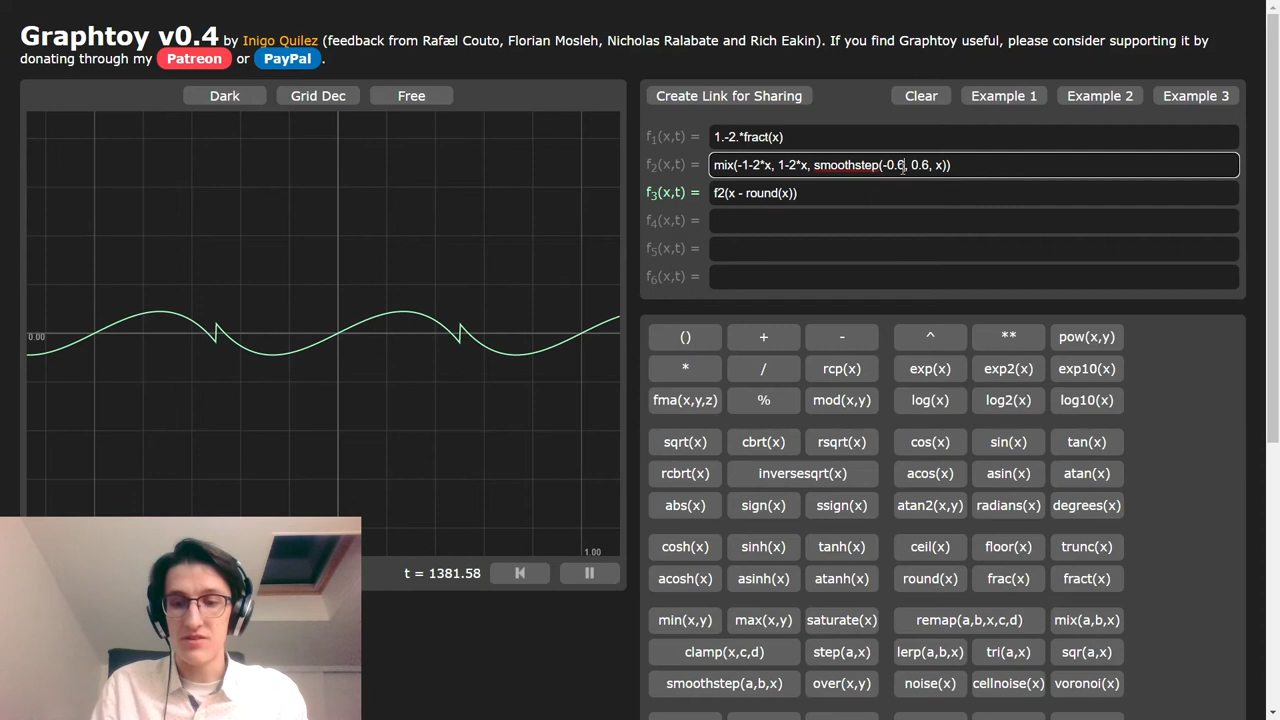 Graphtoy v0.4 by Inigo Quilez (feedback from Rafæl Couto, Florian Mosleh, Nicholas Ralabate and Rich Eakin). If you find Graphtoy useful, please consider supporting it by
donating through my Patreon or PayPal.
Dark Grid Dec Free
Create Link for Sharing Clear Example 1 Example 2 Example 3
f1(x,t) = 1.-2.*fract(x)
f2(x,t) = mix(-1-2*x, 1-2*x, smoothstep(-0.6, 0.6, x))
f3(x,t) = f2(x - round(x))
f4(x,t) =
f5(x,t) =
f6(x,t) =
0.00
1.00
t = 1381.58
() + - ^ ** pow(x,y)
* / rcp(x) exp(x) exp2(x) exp10(x)
fma(x,y,z) % mod(x,y) log(x) log2(x) log10(x)
sqrt(x) cbrt(x) rsqrt(x) cos(x) sin(x) tan(x)
rcbrt(x) inversesqrt(x) acos(x) asin(x) atan(x)
abs(x) sign(x) ssign(x) atan2(x,y) radians(x) degrees(x)
cosh(x) sinh(x) tanh(x) ceil(x) floor(x) trunc(x)
acosh(x) asinh(x) atanh(x) round(x) frac(x) fract(x)
min(x,y) max(x,y) saturate(x) remap(a,b,x,c,d) mix(a,b,x)
clamp(x,c,d) step(a,x) lerp(a,b,x) tri(a,x) sqr(a,x)
smoothstep(a,b,x) over(x,y) noise(x) cellnoise(x) voronoi(x)